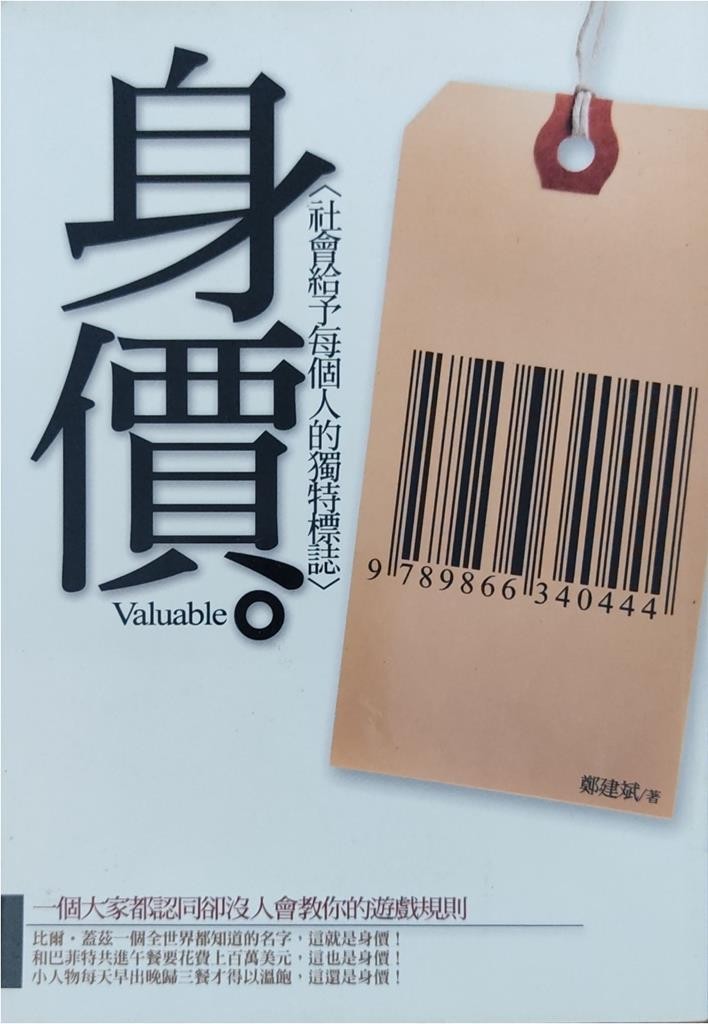 身價。
Valuable
〈社會給予每個人的獨特標誌〉
9 789866 340444
鄭建斌/著
一個大家都認同卻沒人會教你的遊戲規則
比爾・蓋茲一個全世界都知道的名字，這就是身價！
和巴菲特共進午餐要花費上百萬美元，這也是身價！
小人物每天早出晚歸三餐才得以溫飽，這還是身價！